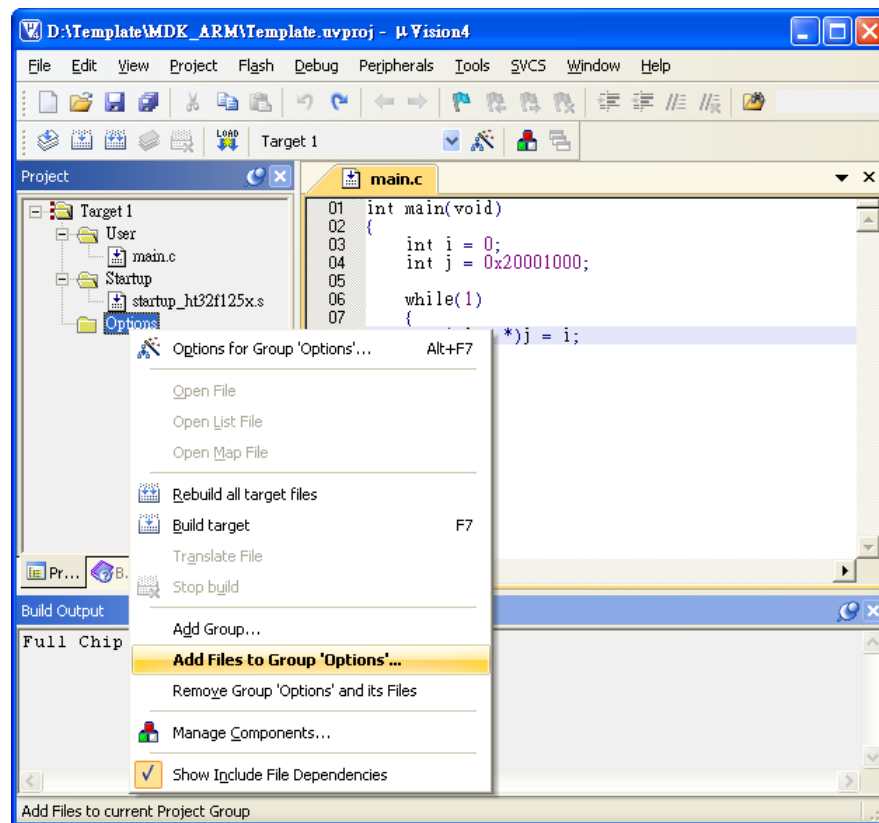 D:\Template\MDK_ARM\Template.uvproj - µVision4
File Edit View Project Flash Debug Peripherals Tools SVCS Window Help
LOAD Target 1
Project
main.c
Target 1
User
main.c
Startup
startup_ht32f125x.s
Options
01 int main(void)
02 {
03 int i = 0;
04 int j = 0x20001000;
05
06 while(1)
07 {
*)j = i;
Options for Group 'Options'... Alt+F7
Open File
Open List File
Open Map File
Rebuild all target files
Build target F7
Translate File
Stop build
Add Group...
Add Files to Group 'Options'...
Remove Group 'Options' and its Files
Manage Components...
Show Include File Dependencies
Pr... B.
Build Output
Full Chip
Add Files to current Project Group